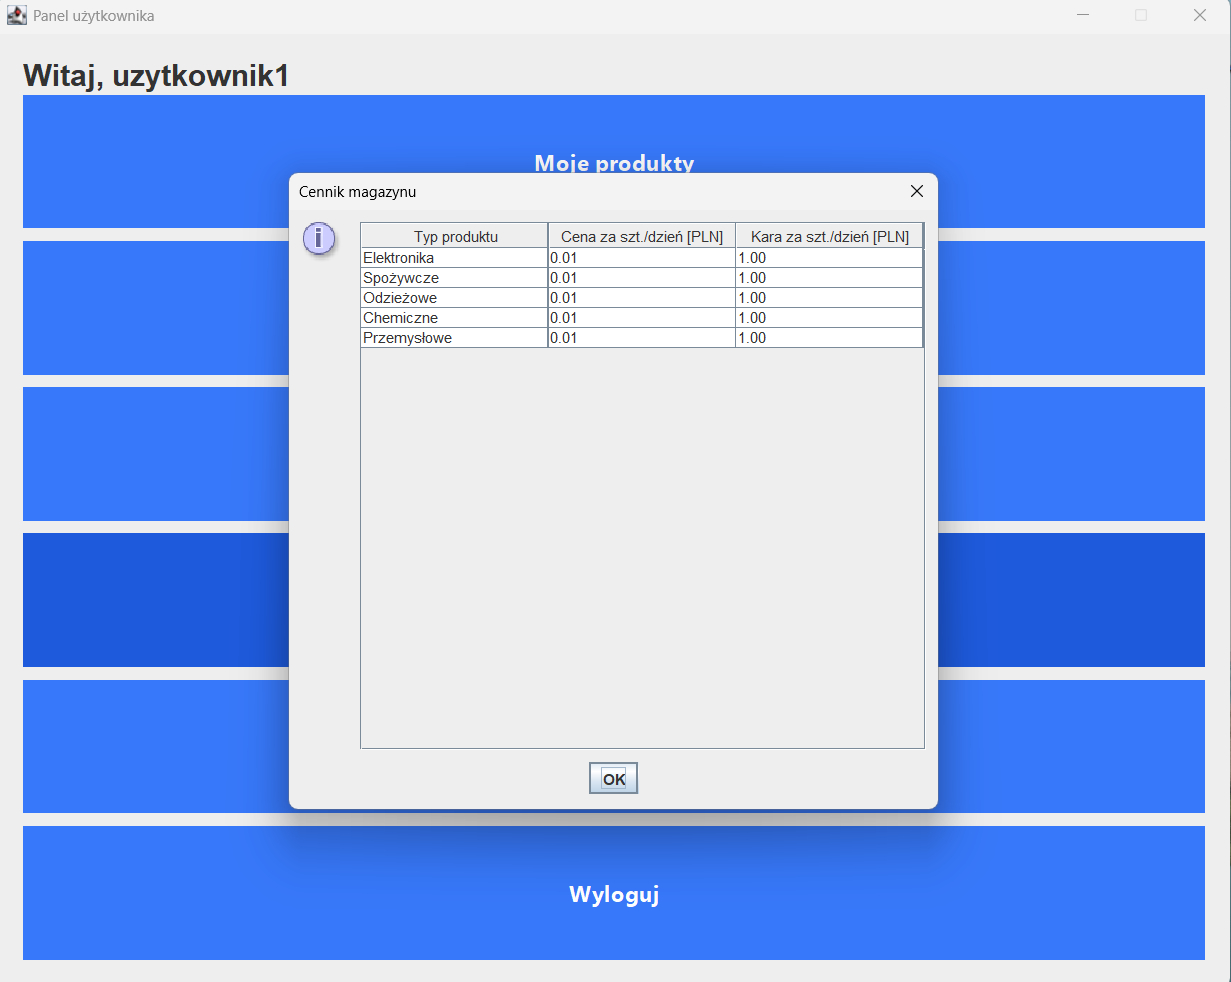 Panel użytkownika
Witaj, uzytkownik1
Moje produkty
Cennik magazynu
Typ produktu Cena za szt./dzień [PLN] Kara za szt./dzień [PLN]
Elektronika 0.01 1.00
Spożywcze 0.01 1.00
Odzieżowe 0.01 1.00
Chemiczne 0.01 1.00
Przemysłowe 0.01 1.00
OK
Wyloguj